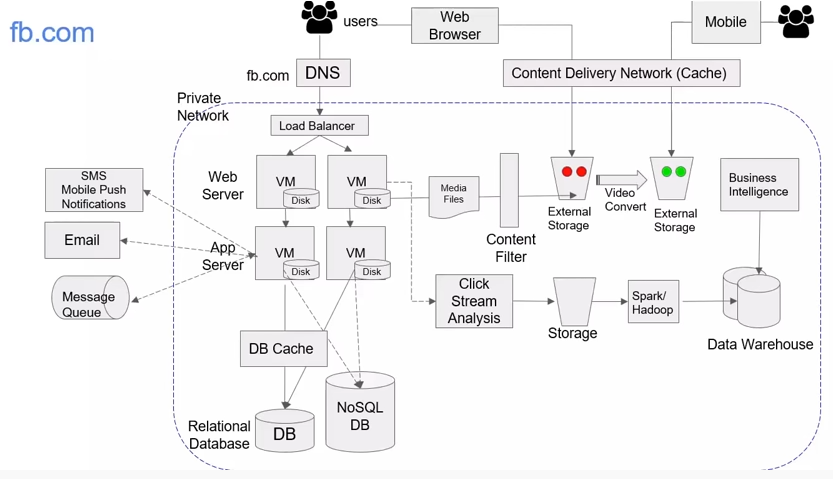 fb.com
users
Web
Browser
Mobile
fb.com
DNS
Content Delivery Network (Cache)
Private
Network
Load Balancer
Web
Server
VM
Disk
VM
Disk
Media
Files
Content
Filter
External
Storage
Video
Convert
External
Storage
Business
Intelligence
SMS
Mobile Push
Notifications
Email
Message
Queue
App
Server
VM
Disk
VM
Disk
Click
Stream
Analysis
Storage
Spark/
Hadoop
Data Warehouse
DB Cache
Relational
Database
DB
NoSQL
DB